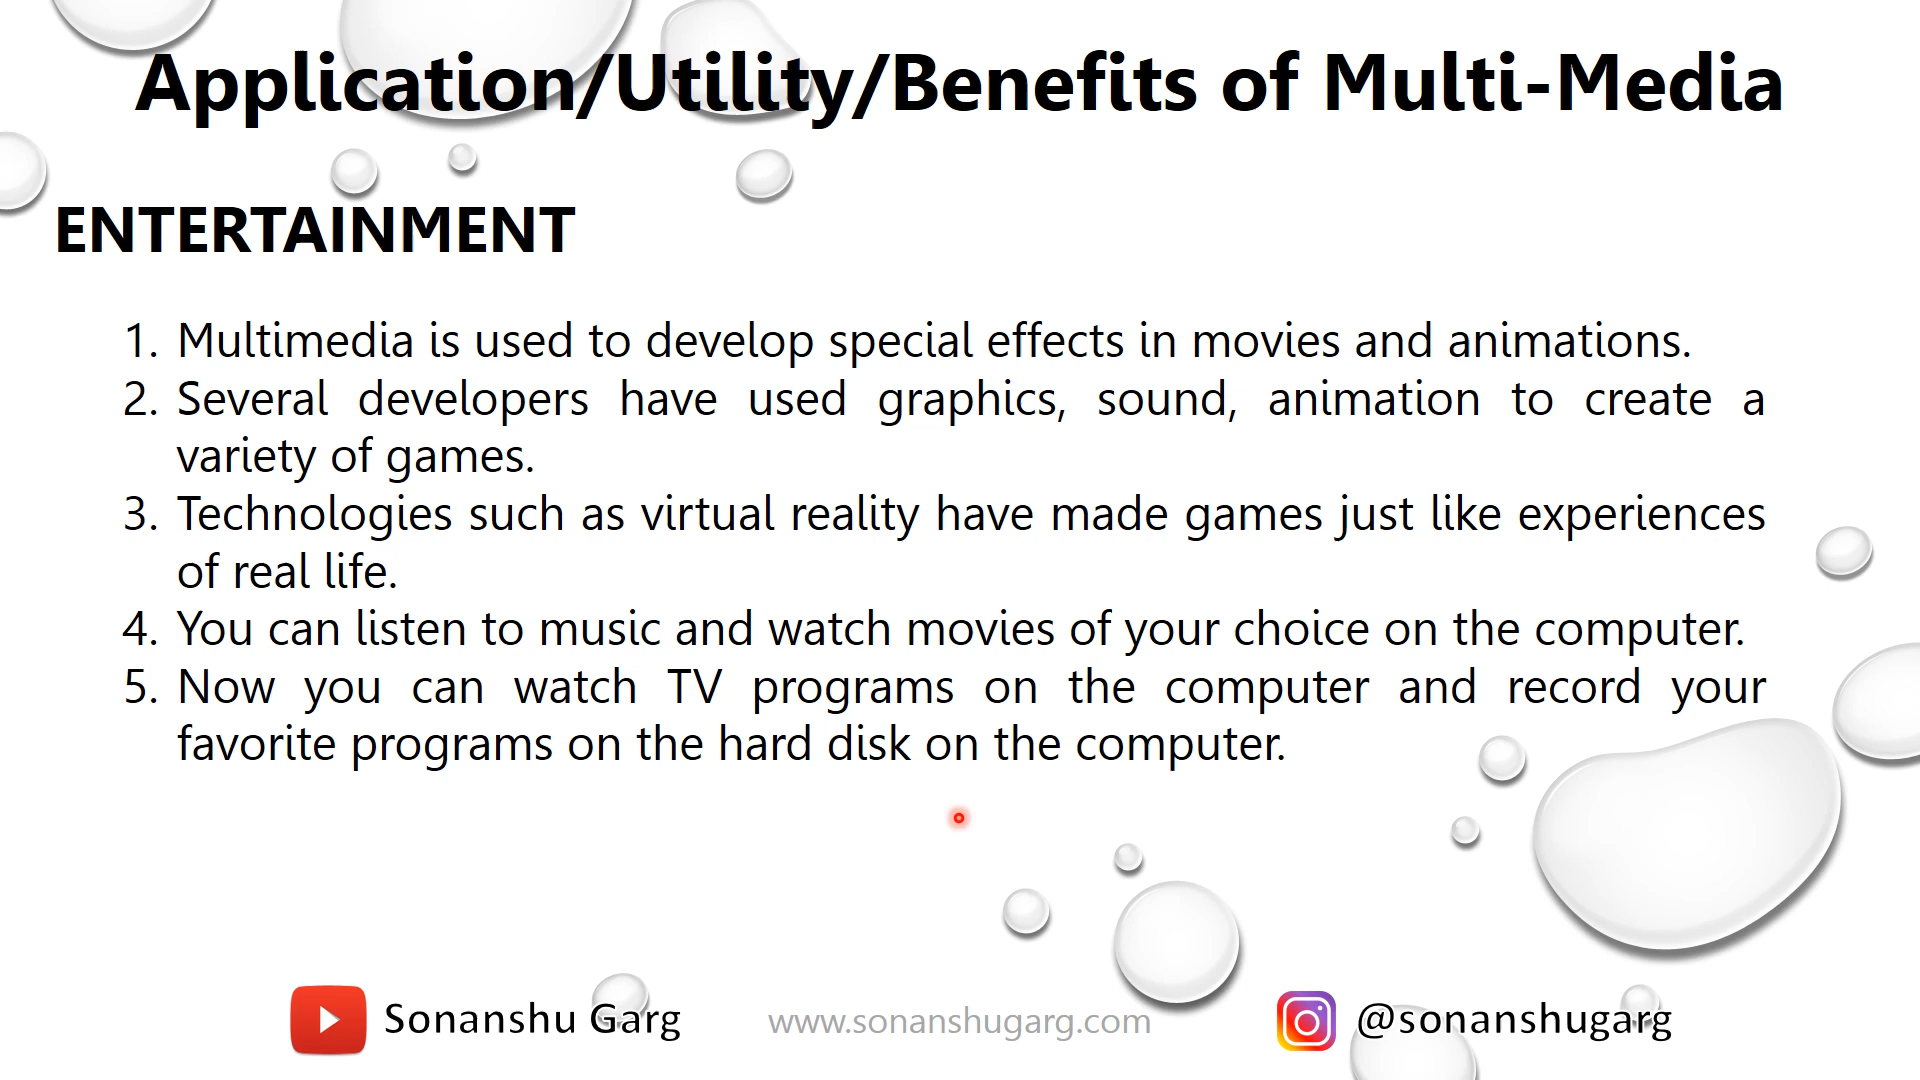 Application/Utility/Benefits of Multi-Media
ENTERTAINMENT
1. Multimedia is used to develop special effects in movies and animations.
2. Several developers have used graphics, sound, animation to create a
variety of games.
3. Technologies such as virtual reality have made games just like experiences
of real life.
4. You can listen to music and watch movies of your choice on the computer.
5. Now you can watch TV programs on the computer and record your
favorite programs on the hard disk on the computer.
Sonanshu Garg www.sonanshugarg.com @sonanshugarg